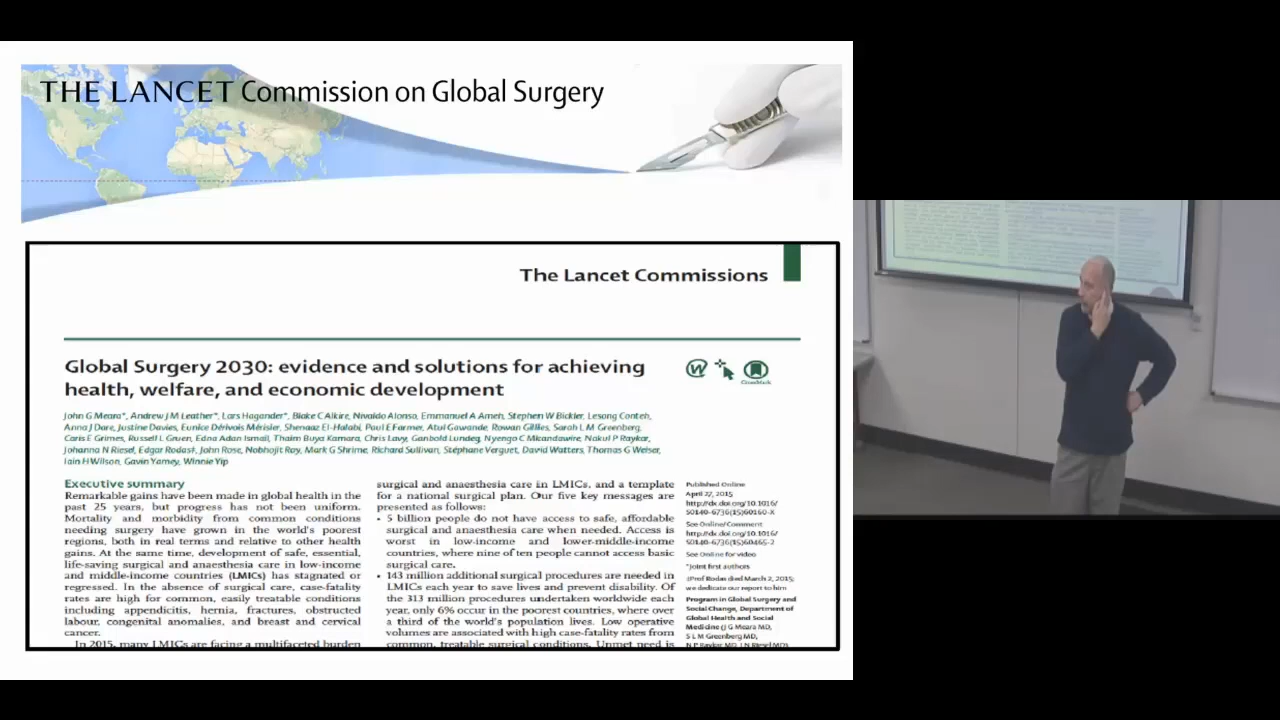 THE LANCET Commission on Global Surgery
The Lancet Commissions
Global Surgery 2030: evidence and solutions for achieving
health, welfare, and economic development
John G Meara*, Andrew J M Leather*, Lars Hagander*, Blake C Alkire, Nivaldo Alonso, Emmanuel A Ameh, Stephen W Bickler, Lesong Conteh,
Anna J Dare, Justine Davies, Eunice Dérivois Mérisier, Shenaaz El-Halabi, Paul E Farmer, Atul Gawande, Rowan Gillies, Sarah L M Greenberg,
Caris E Grimes, Russell L Gruen, Edna Adan Ismail, Thaim Buya Kamara, Chris Lavy, Ganbold Lundeg, Nyengo C Mkandawire, Nakul P Raykar,
Johanna N Riesel, Edgar Rodas‡, John Rose, Nobhojit Roy, Mark G Shrime, Richard Sullivan, Stéphane Verguet, David Watters, Thomas G Weiser,
Iain H Wilson, Gavin Yamey, Winnie Yip
CrossMark
Executive summary
Remarkable gains have been made in global health in the
past 25 years, but progress has not been uniform.
Mortality and morbidity from common conditions
needing surgery have grown in the world's poorest
regions, both in real terms and relative to other health
gains. At the same time, development of safe, essential,
life-saving surgical and anaesthesia care in low-income
and middle-income countries (LMICs) has stagnated or
regressed. In the absence of surgical care, case-fatality
rates are high for common, easily treatable conditions
including appendicitis, hernia, fractures, obstructed
labour, congenital anomalies, and breast and cervical
cancer.
In 2015, many LMICs are facing a multifaceted burden
surgical and anaesthesia care in LMICs, and a template
for a national surgical plan. Our five key messages are
presented as follows:
• 5 billion people do not have access to safe, affordable
surgical and anaesthesia care when needed. Access is
worst in low-income and lower-middle-income
countries, where nine of ten people cannot access basic
surgical care.
• 143 million additional surgical procedures are needed in
LMICs each year to save lives and prevent disability. Of
the 313 million procedures undertaken worldwide each
year, only 6% occur in the poorest countries, where over
a third of the world's population lives. Low operative
volumes are associated with high case-fatality rates from
common, treatable surgical conditions. Unmet need is
Published Online
April 27, 2015
http://dx.doi.org/10.1016/
S0140-6736(15)60160-X
See Online/Comment
http://dx.doi.org/10.1016/
S0140-6736(15)60465-2
See Online for video
*Joint first authors
‡Prof Rodas died March 2, 2015;
we dedicate our report to him
Program in Global Surgery and
Social Change, Department of
Global Health and Social
Medicine (J G Meara MD,
S L M Greenberg MD,
N P Raykar MD, J N Riesel MD),